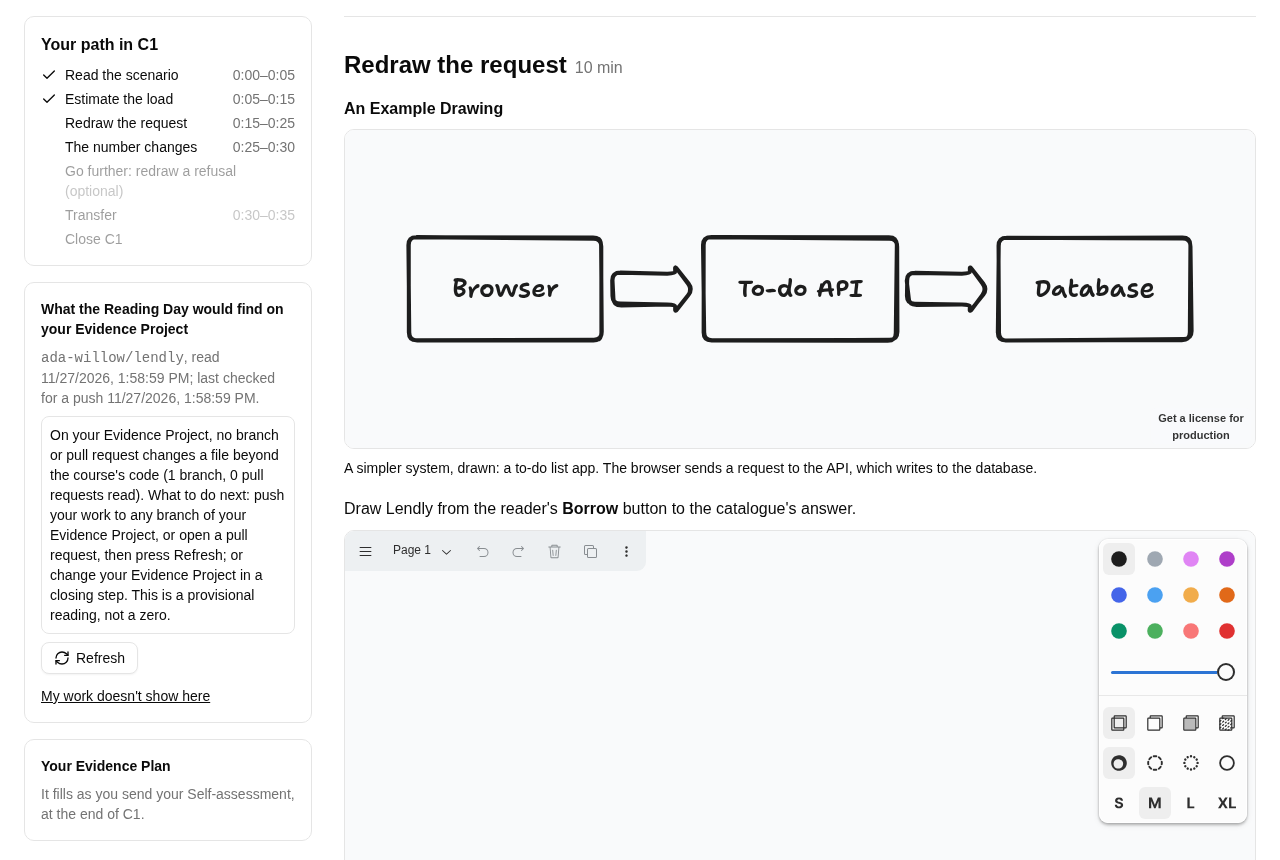 Your path in C1
Read the scenario 0:00–0:05
Estimate the load 0:05–0:15
Redraw the request 0:15–0:25
The number changes 0:25–0:30
Go further: redraw a refusal
(optional)
Transfer 0:30–0:35
Close C1
What the Reading Day would find on
your Evidence Project
ada-willow/lendly, read
11/27/2026, 1:58:59 PM; last checked
for a push 11/27/2026, 1:58:59 PM.
On your Evidence Project, no branch
or pull request changes a file beyond
the course's code (1 branch, 0 pull
requests read). What to do next: push
your work to any branch of your
Evidence Project, or open a pull
request, then press Refresh; or
change your Evidence Project in a
closing step. This is a provisional
reading, not a zero.
Refresh
My work doesn't show here
Your Evidence Plan
It fills as you send your Self-assessment,
at the end of C1.
Redraw the request 10 min
An Example Drawing
Browser
To-do API
Database
Get a license for
production
A simpler system, drawn: a to-do list app. The browser sends a request to the API, which writes to the database.
Draw Lendly from the reader's Borrow button to the catalogue's answer.
Page 1
S M L XL